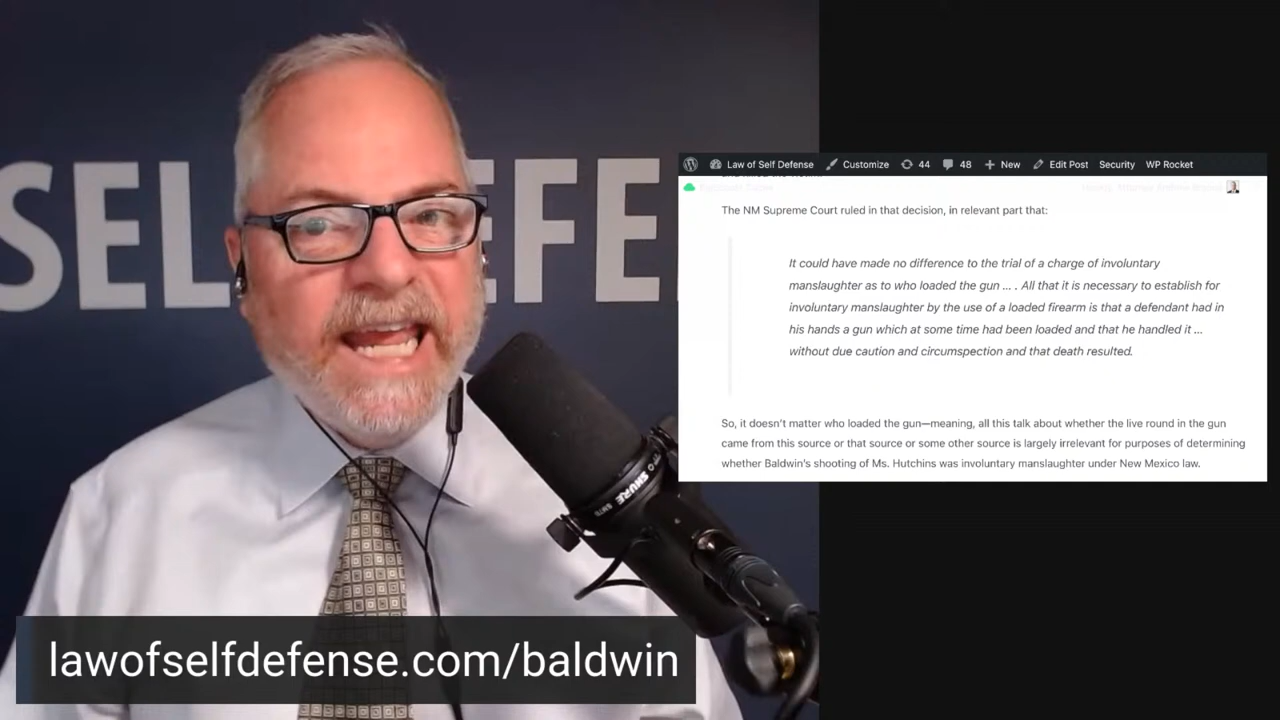 SELF DEFE
Law of Self Defense Customize 44 48 New Edit Post Security WP Rocket
The NM Supreme Court ruled in that decision, in relevant part that:
It could have made no difference to the trial of a charge of involuntary
manslaughter as to who loaded the gun ... . All that it is necessary to establish for
involuntary manslaughter by the use of a loaded firearm is that a defendant had in
his hands a gun which at some time had been loaded and that he handled it ...
without due caution and circumspection and that death resulted.
So, it doesn't matter who loaded the gun—meaning, all this talk about whether the live round in the gun
came from this source or that source or some other source is largely irrelevant for purposes of determining
whether Baldwin's shooting of Ms. Hutchins was involuntary manslaughter under New Mexico law.
SHURE
SM7B
lawofselfdefense.com/baldwin